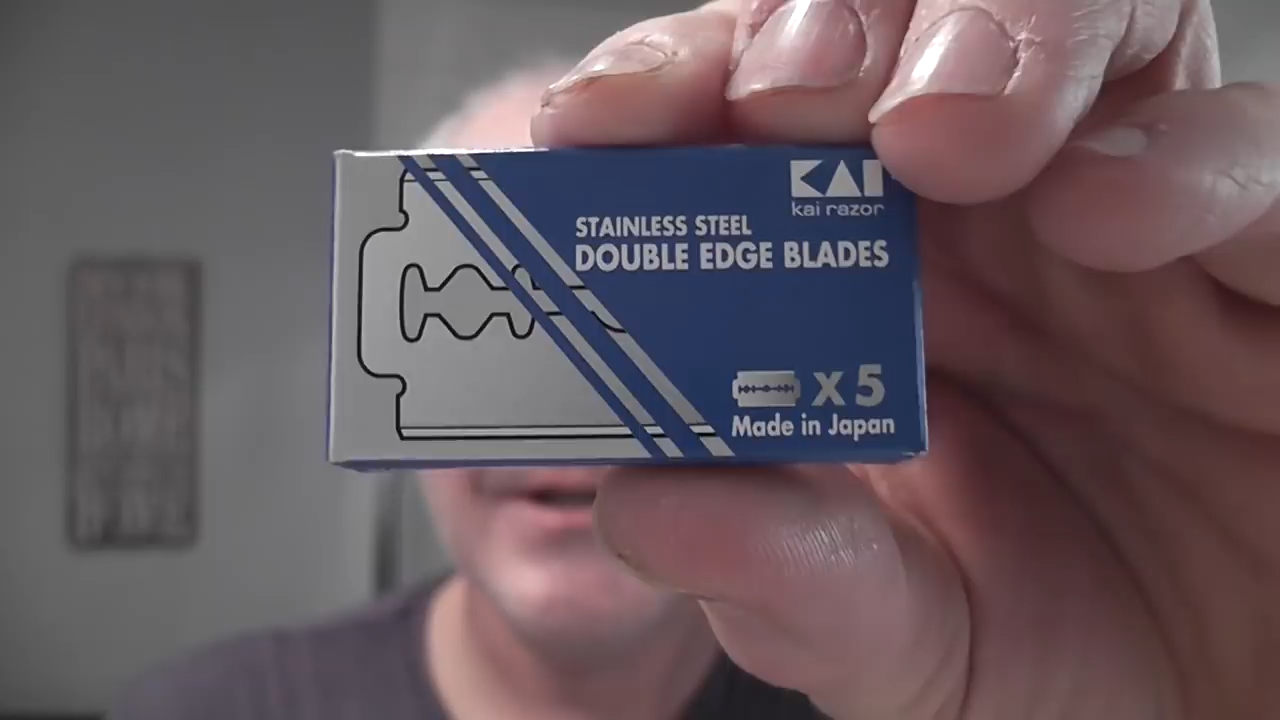 KAI
kai razor
STAINLESS STEEL
DOUBLE EDGE BLADES
X 5
Made in Japan